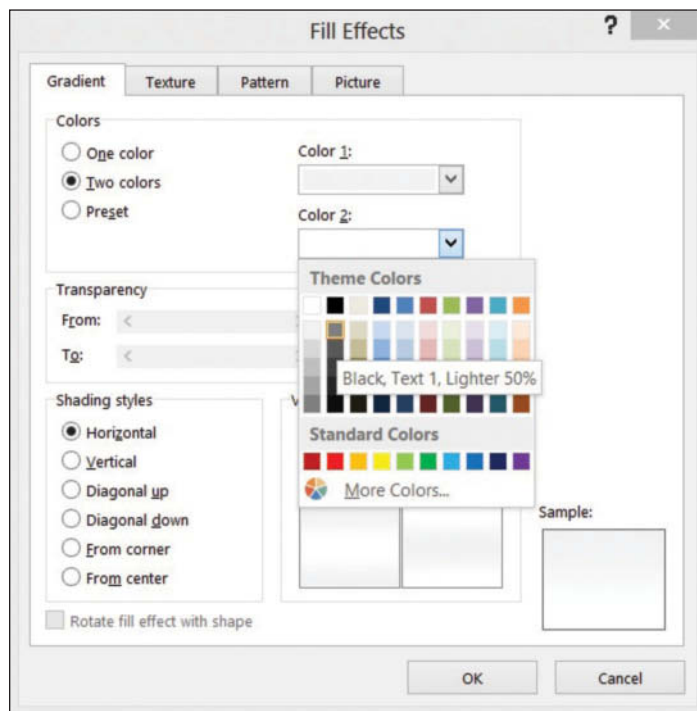 Fill Effects
?
Gradient
Texture
Pattern
Picture
Colors
One color
Two colors
Preset
Color 1:
Color 2:
Theme Colors
Black, Text 1, Lighter 50%
Standard Colors
More Colors...
Transparency
From:
To:
Shading styles
Horizontal
Vertical
Diagonal up
Diagonal down
From corner
From center
V
Sample:
Rotate fill effect with shape
OK
Cancel